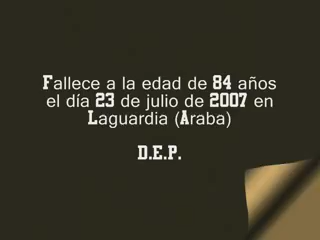 Fallece a la edad de 84 años
el día 23 de julio de 2007 en
Laguardia (Araba)
D.E.P.